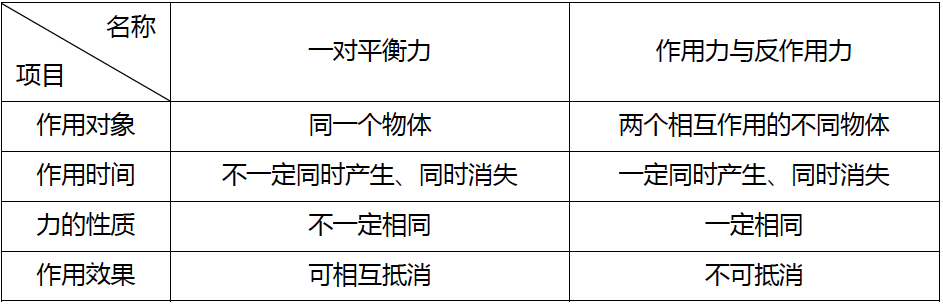 名称
项目
一对平衡力
作用力与反作用力
作用对象
同一个物体
两个相互作用的不同物体
作用时间
不一定同时产生、同时消失
一定同时产生、同时消失
力的性质
不一定相同
一定相同
作用效果
可相互抵消
不可抵消